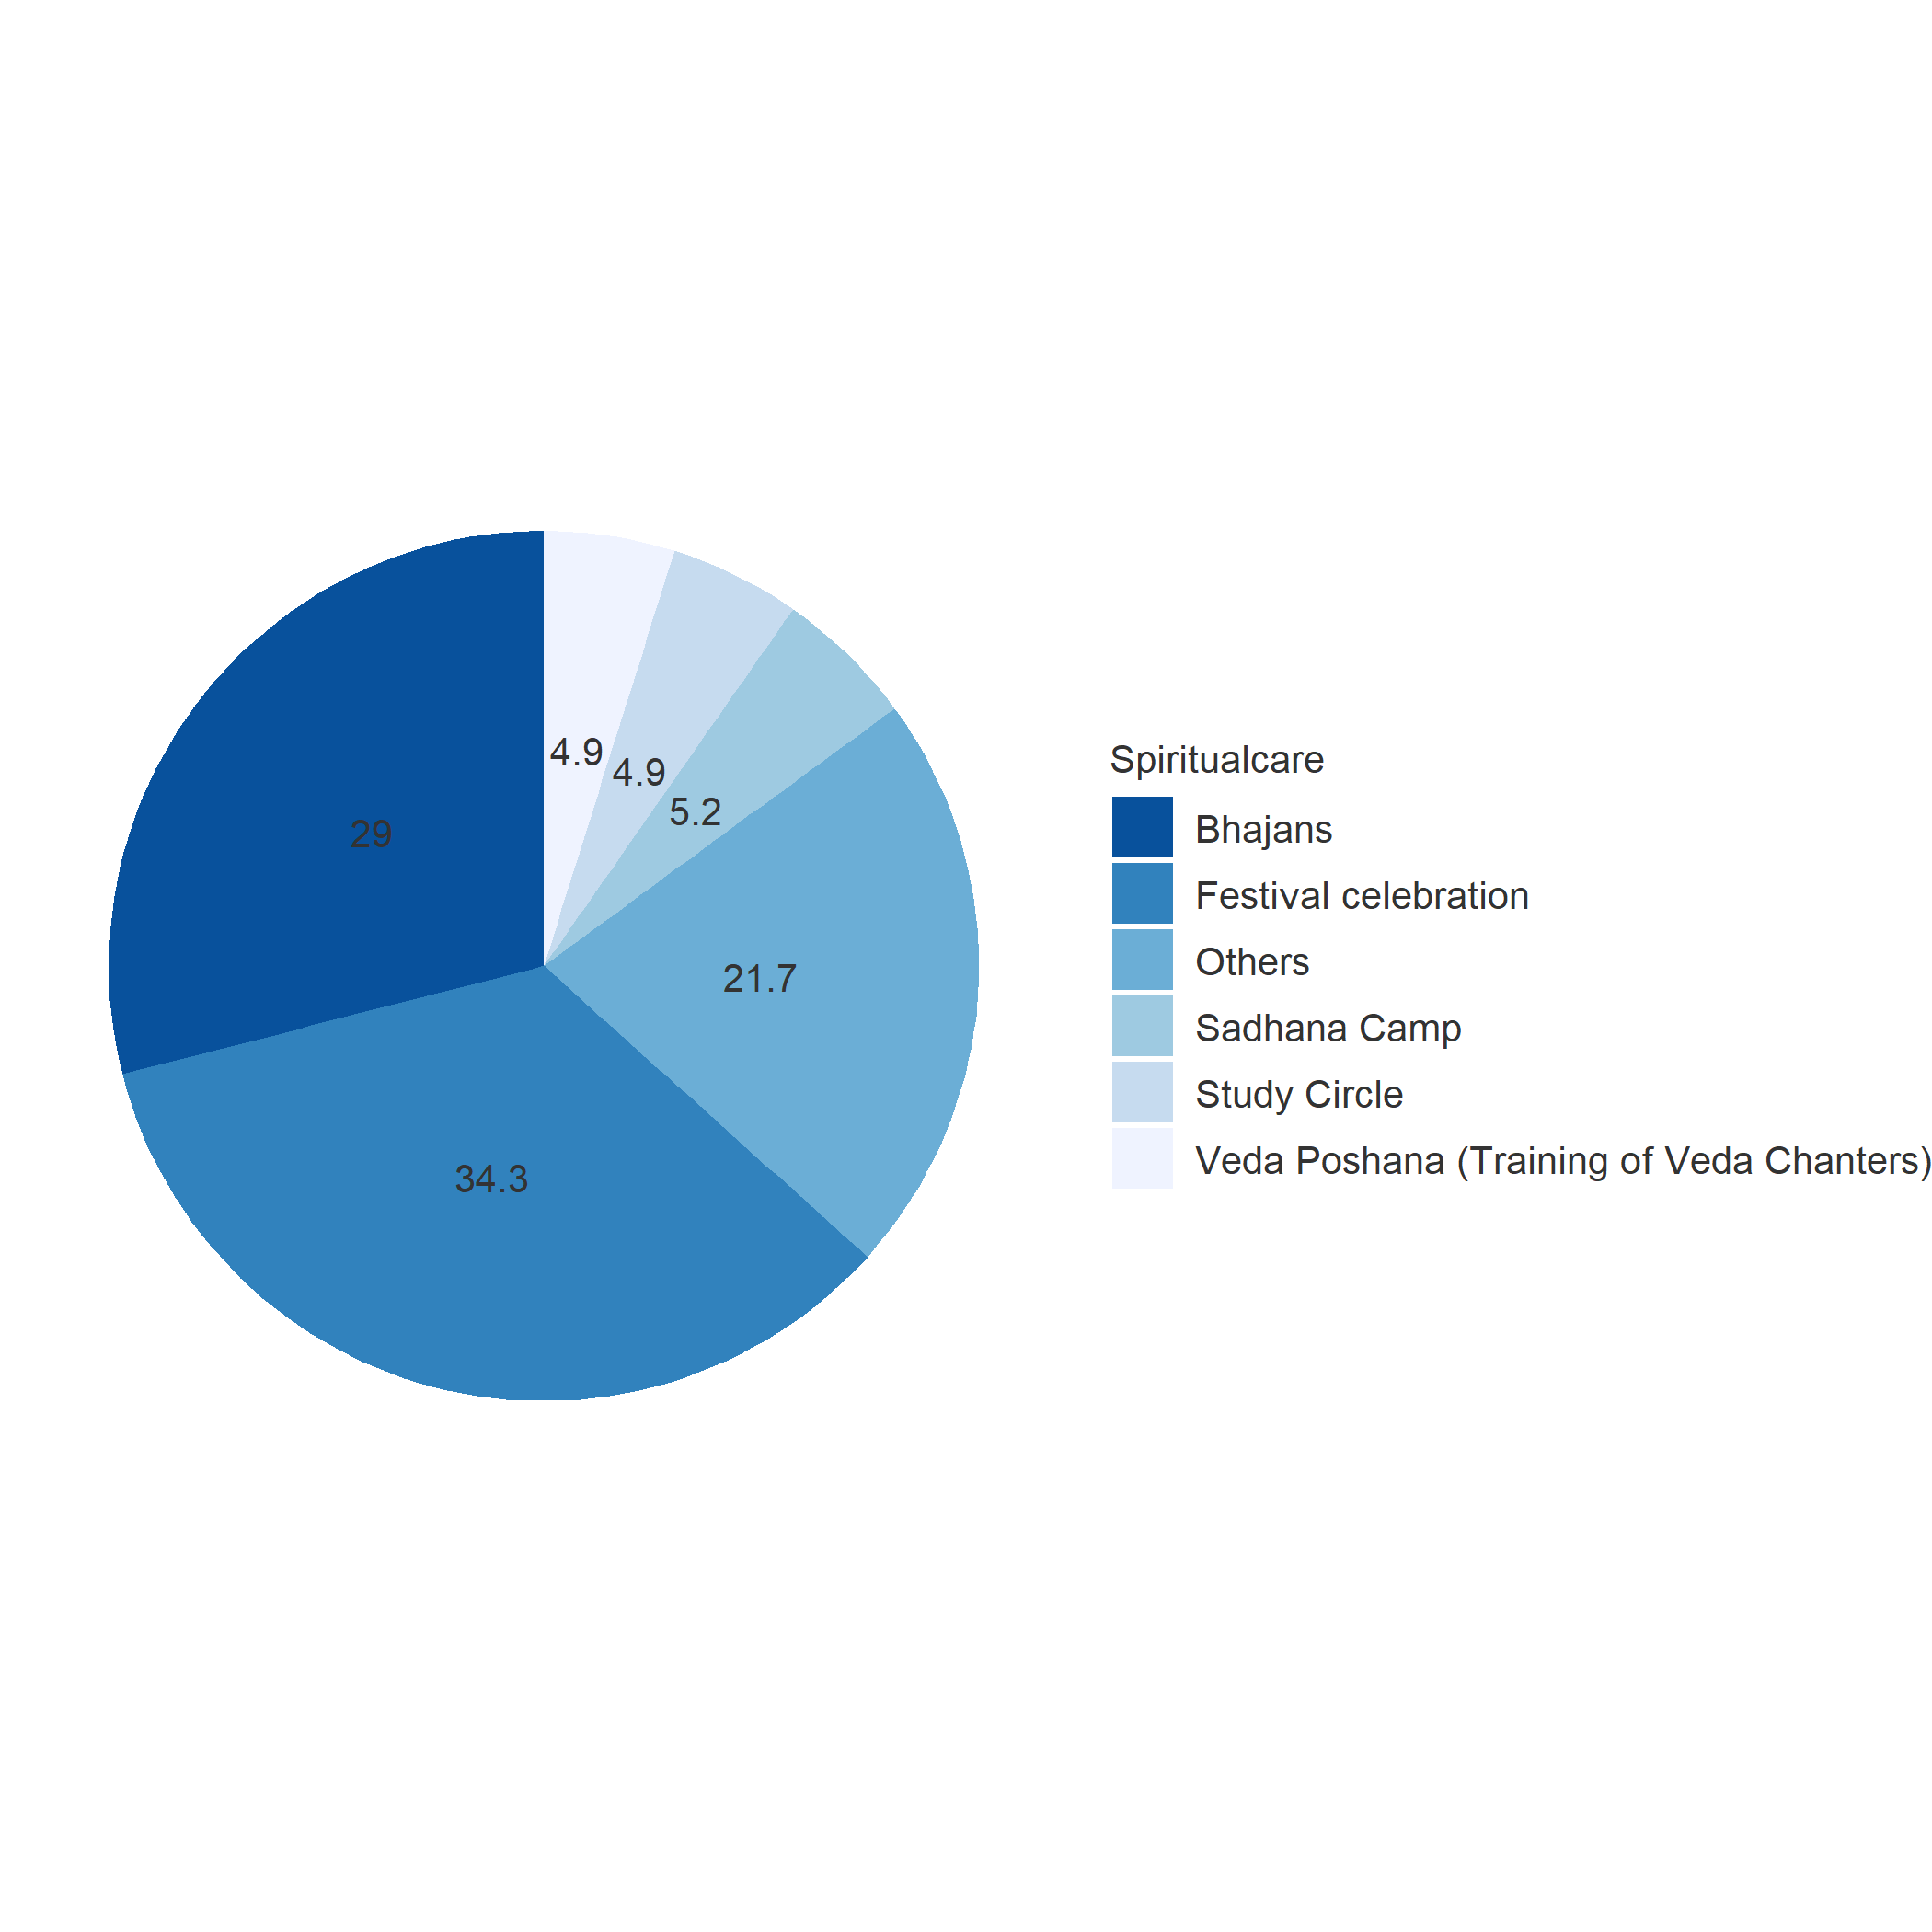 4.9
4.9
5.2
29
21.7
34.3
Spiritualcare
Bhajans
Festival celebration
Others
Sadhana Camp
Study Circle
Veda Poshana (Training of Veda Chanters)